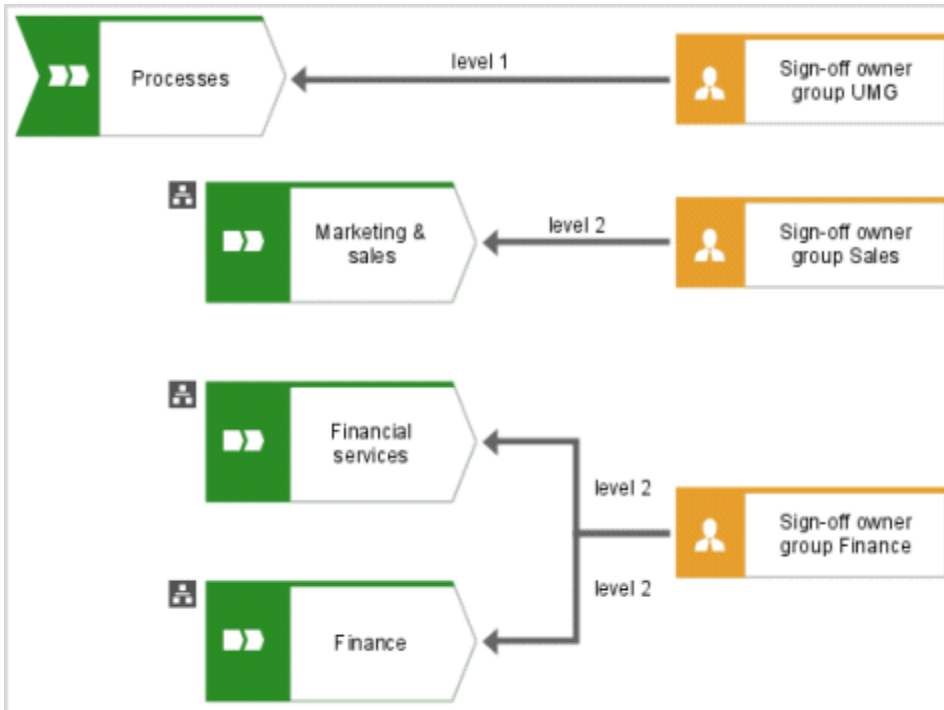 Processes
level 1
Sign-off owner
group UMG
Marketing &
sales
level 2
Sign-off owner
group Sales
Financial
services
level 2
Sign-off owner
group Finance
level 2
Finance